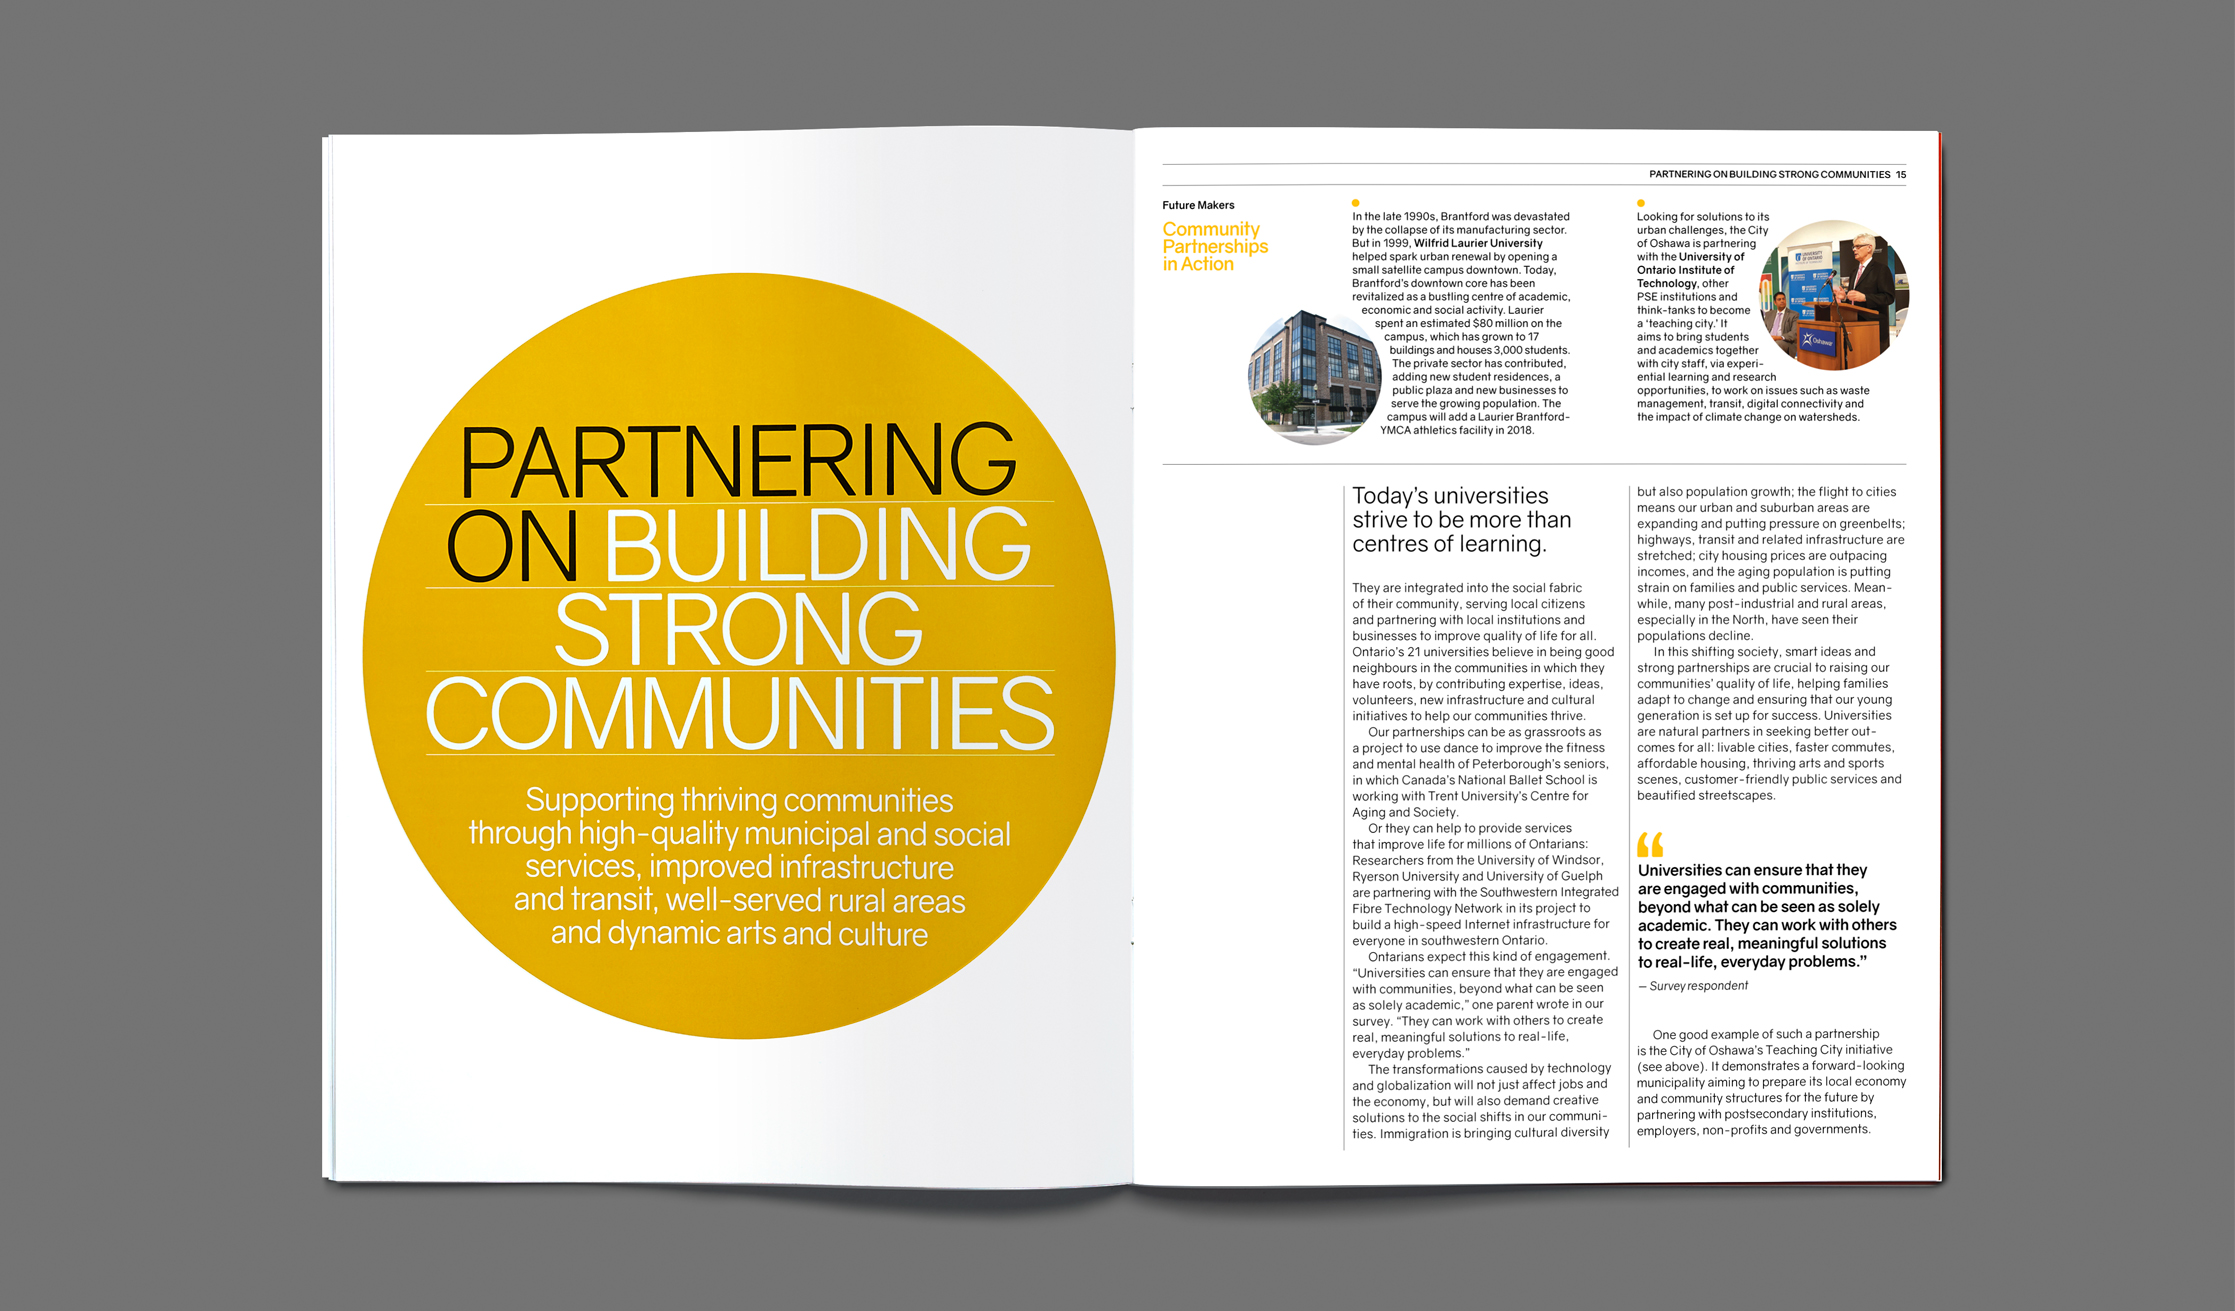 PARTNERING
ON BUILDING
STRONG
COMMUNITIES
Supporting thriving communities
through high-quality municipal and social
services, improved infrastructure
and transit, well-served rural areas
and dynamic arts and culture
PARTNERING ON BUILDING STRONG COMMUNITIES 15
Future Makers
Community
Partnerships
in Action
In the late 1990s, Brantford was devastated
by the collapse of its manufacturing sector.
But in 1999, Wilfrid Laurier University
helped spark urban renewal by opening a
small satellite campus downtown. Today,
Brantford's downtown core has been
revitalized as a bustling centre of academic,
economic and social activity. Laurier
spent an estimated $80 million on the
campus, which has grown to 17
buildings and houses 3,000 students.
The private sector has contributed,
adding new student residences, a
public plaza and new businesses to
serve the growing population. The
campus will add a Laurier Brantford-
YMCA athletics facility in 2018.
Looking for solutions to its
urban challenges, the City
of Oshawa is partnering
with the University of
Ontario Institute of
Technology, other
PSE institutions and
think-tanks to become
a 'teaching city.' It
aims to bring students
and academics together
with city staff, via experi-
ential learning and research
opportunities, to work on issues such as waste
management, transit, digital connectivity and
the impact of climate change on watersheds.
UNIVERSITY
OF ONTARIO
Oshawa
Today's universities
strive to be more than
centres of learning.
They are integrated into the social fabric
of their community, serving local citizens
and partnering with local institutions and
businesses to improve quality of life for all.
Ontario's 21 universities believe in being good
neighbours in the communities in which they
have roots, by contributing expertise, ideas,
volunteers, new infrastructure and cultural
initiatives to help our communities thrive.
Our partnerships can be as grassroots as
a project to use dance to improve the fitness
and mental health of Peterborough's seniors,
in which Canada's National Ballet School is
working with Trent University's Centre for
Aging and Society.
Or they can help to provide services
that improve life for millions of Ontarians:
Researchers from the University of Windsor,
Ryerson University and University of Guelph
are partnering with the Southwestern Integrated
Fibre Technology Network in its project to
build a high-speed Internet infrastructure for
everyone in southwestern Ontario.
Ontarians expect this kind of engagement.
"Universities can ensure that they are engaged
with communities, beyond what can be seen
as solely academic," one parent wrote in our
survey. "They can work with others to create
real, meaningful solutions to real-life,
everyday problems."
The transformations caused by technology
and globalization will not just affect jobs and
the economy, but will also demand creative
solutions to the social shifts in our communi-
ties. Immigration is bringing cultural diversity
but also population growth; the flight to cities
means our urban and suburban areas are
expanding and putting pressure on greenbelts;
highways, transit and related infrastructure are
stretched; city housing prices are outpacing
incomes, and the aging population is putting
strain on families and public services. Mean-
while, many post-industrial and rural areas,
especially in the North, have seen their
populations decline.
In this shifting society, smart ideas and
strong partnerships are crucial to raising our
communities' quality of life, helping families
adapt to change and ensuring that our young
generation is set up for success. Universities
are natural partners in seeking better out-
comes for all: livable cities, faster commutes,
affordable housing, thriving arts and sports
scenes, customer-friendly public services and
beautified streetscapes.
“
Universities can ensure that they
are engaged with communities,
beyond what can be seen as solely
academic. They can work with others
to create real, meaningful solutions
to real-life, everyday problems.”
— Survey respondent
One good example of such a partnership
is the City of Oshawa's Teaching City initiative
(see above). It demonstrates a forward-looking
municipality aiming to prepare its local economy
and community structures for the future by
partnering with postsecondary institutions,
employers, non-profits and governments.